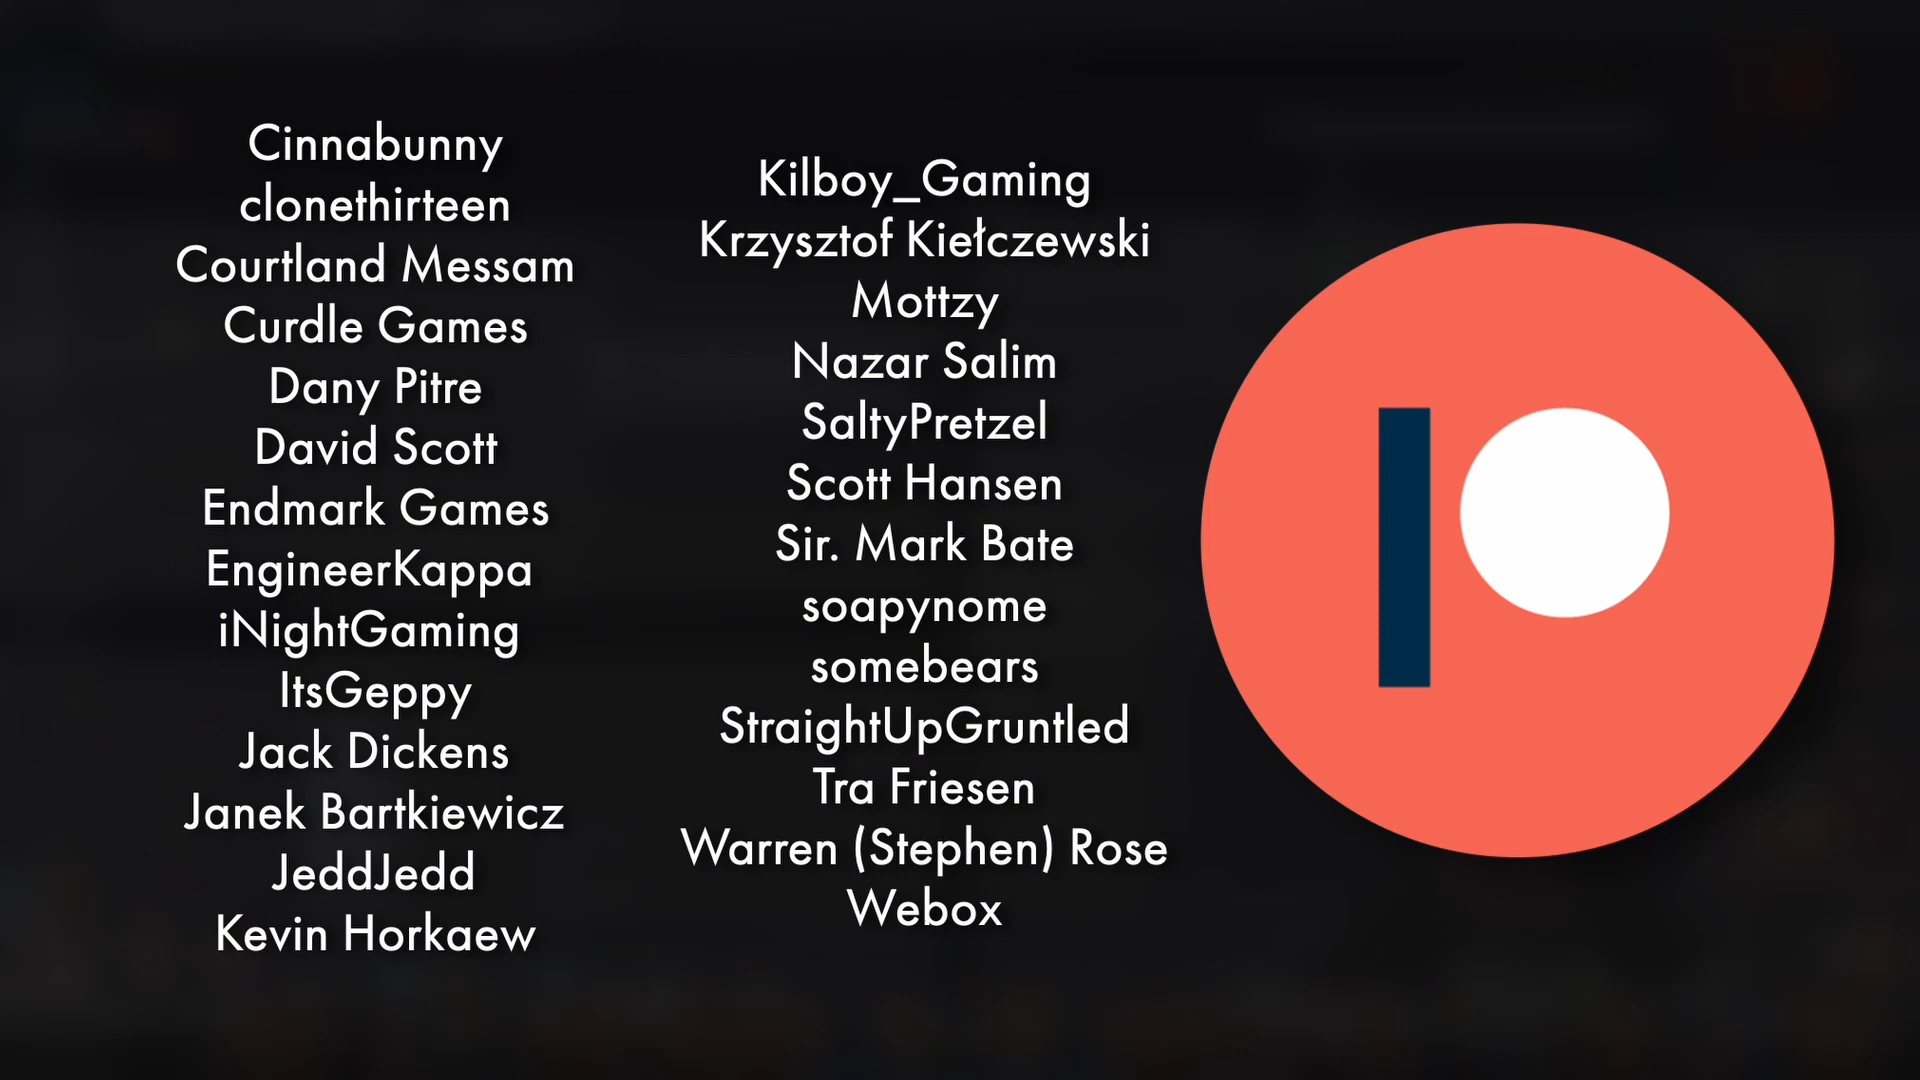 Cinnabunny
clonethirteen
Courtland Messam
Curdle Games
Dany Pitre
David Scott
Endmark Games
EngineerKappa
iNightGaming
ItsGeppy
Jack Dickens
Janek Bartkiewicz
JeddJedd
Kevin Horkaew
Kilboy_Gaming
Krzysztof Kiełczewski
Mottzy
Nazar Salim
SaltyPretzel
Scott Hansen
Sir. Mark Bate
soapynome
somebears
StraightUpGruntled
Tra Friesen
Warren (Stephen) Rose
Webox